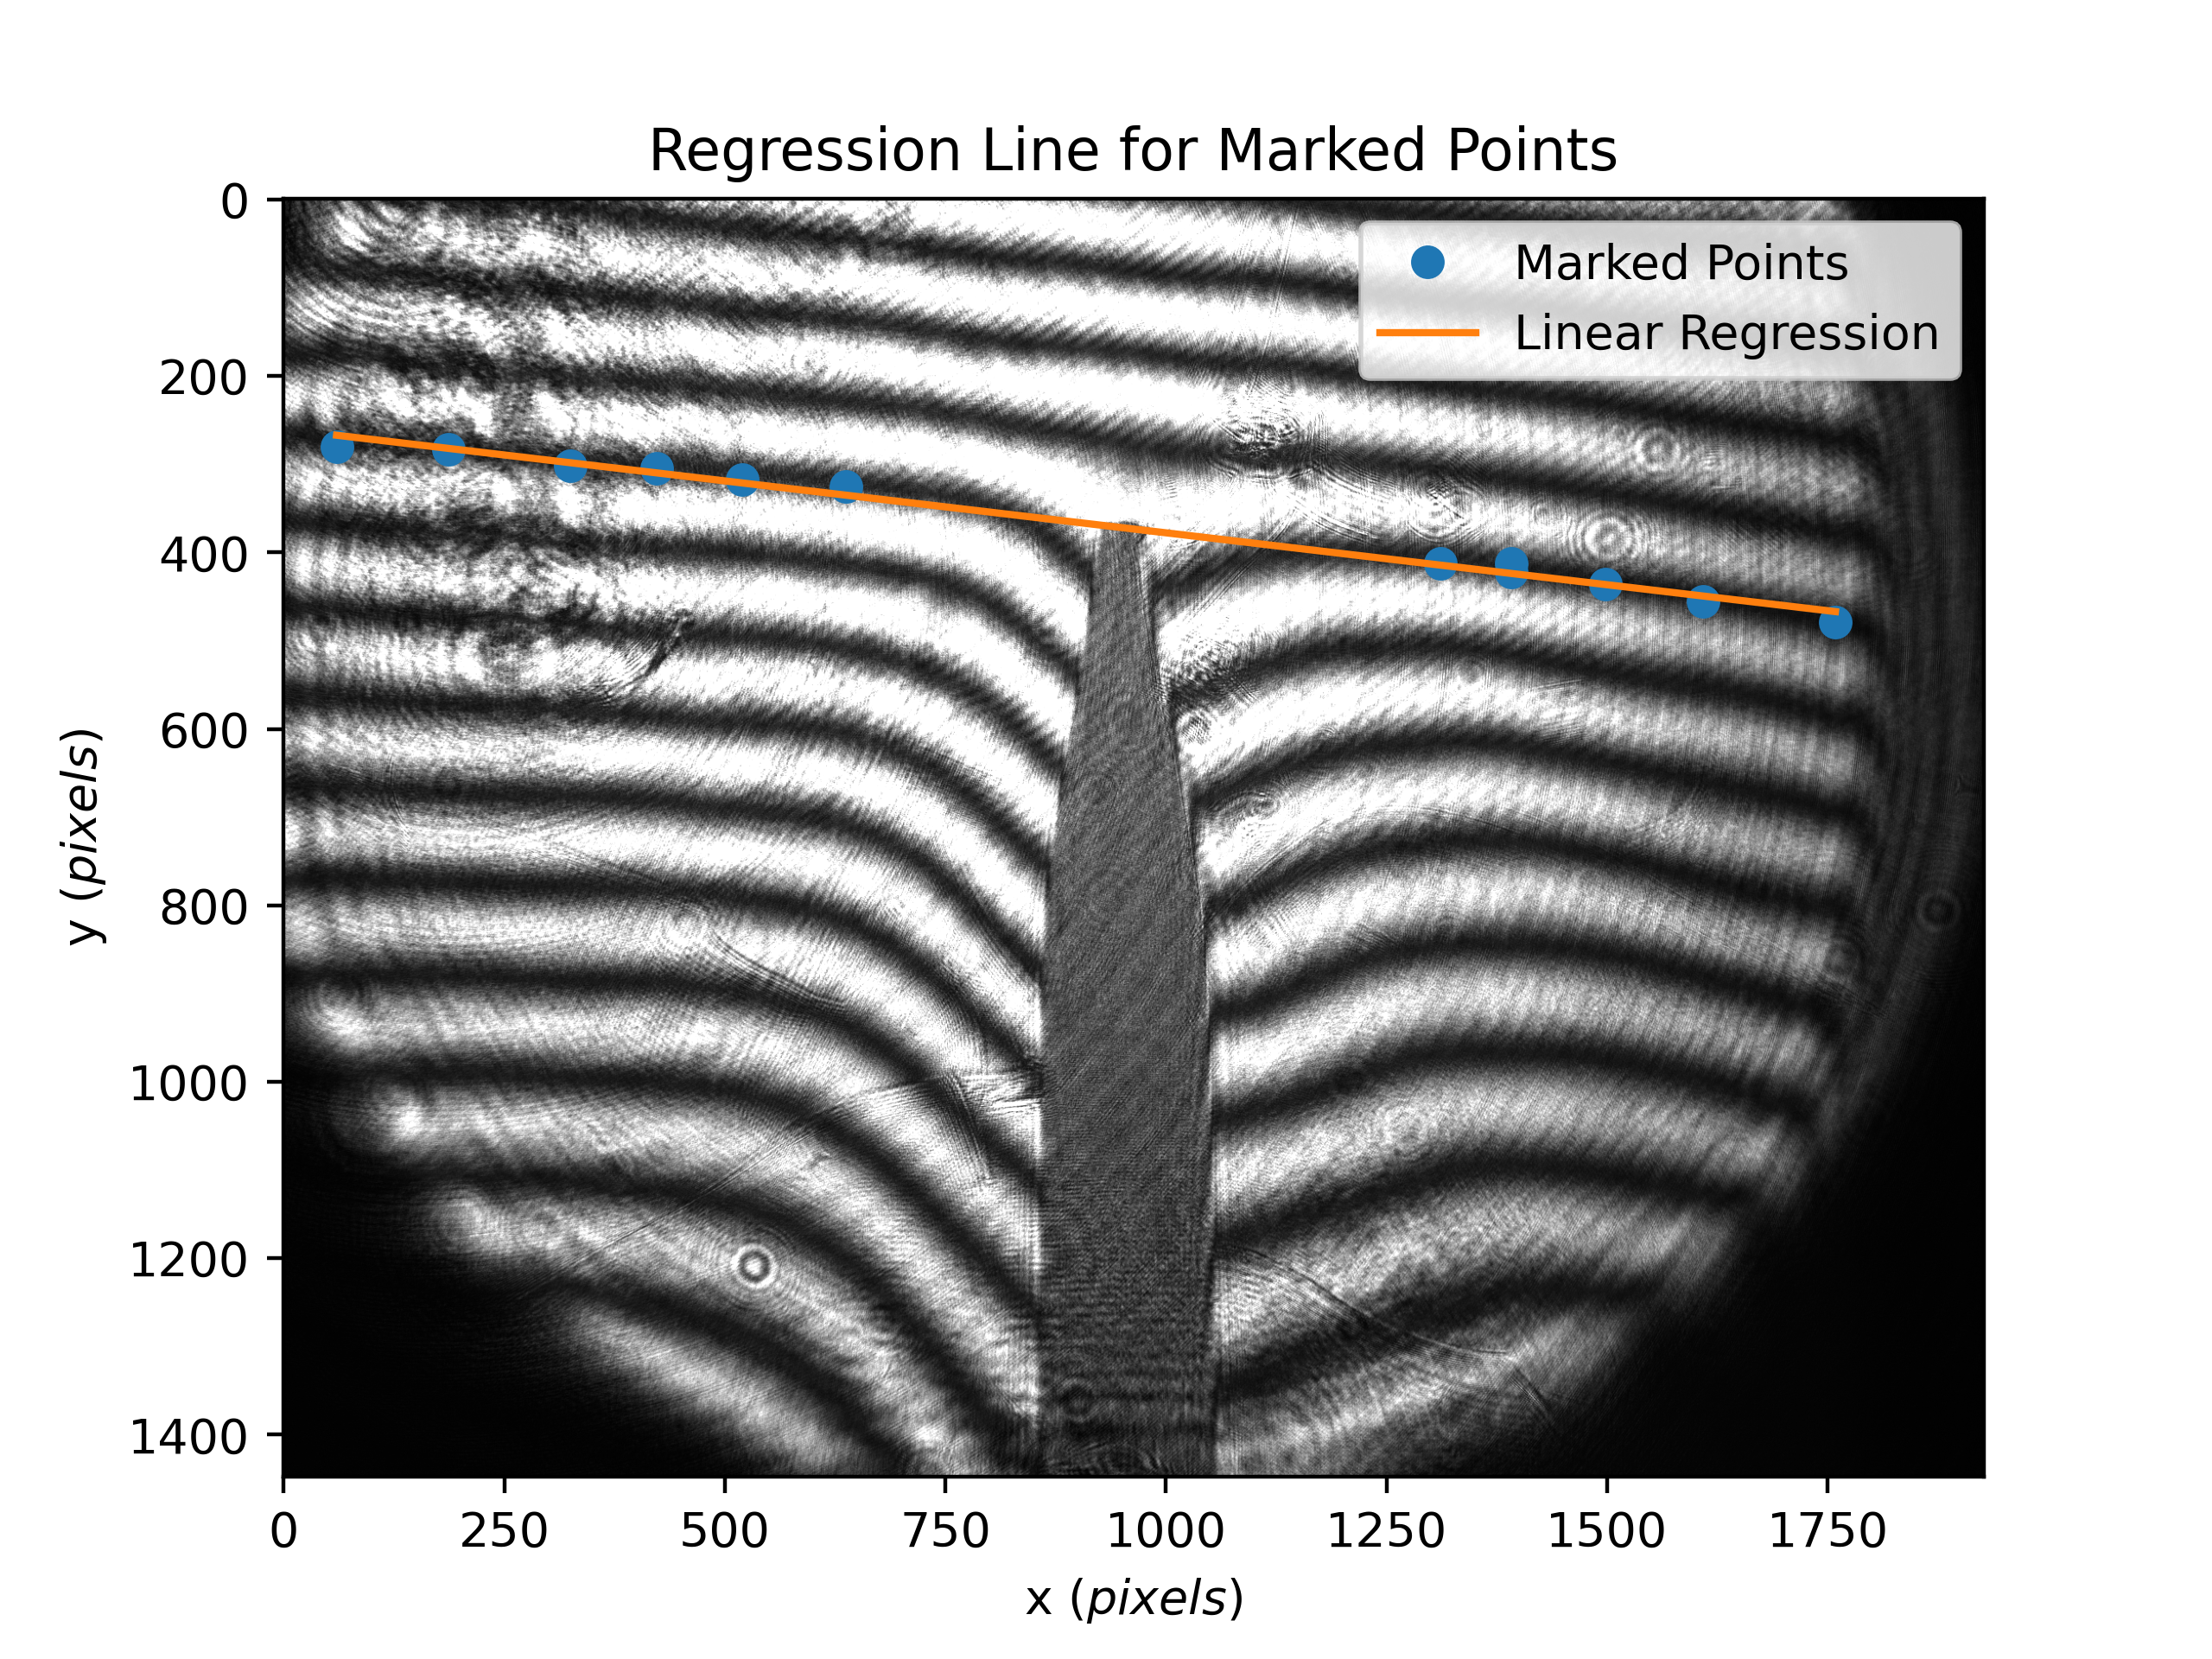 Regression Line for Marked Points
Marked Points
Linear Regression
0
200
400
600
800
1000
1200
1400
y (pixels)
0 250 500 750 1000 1250 1500 1750
x (pixels)